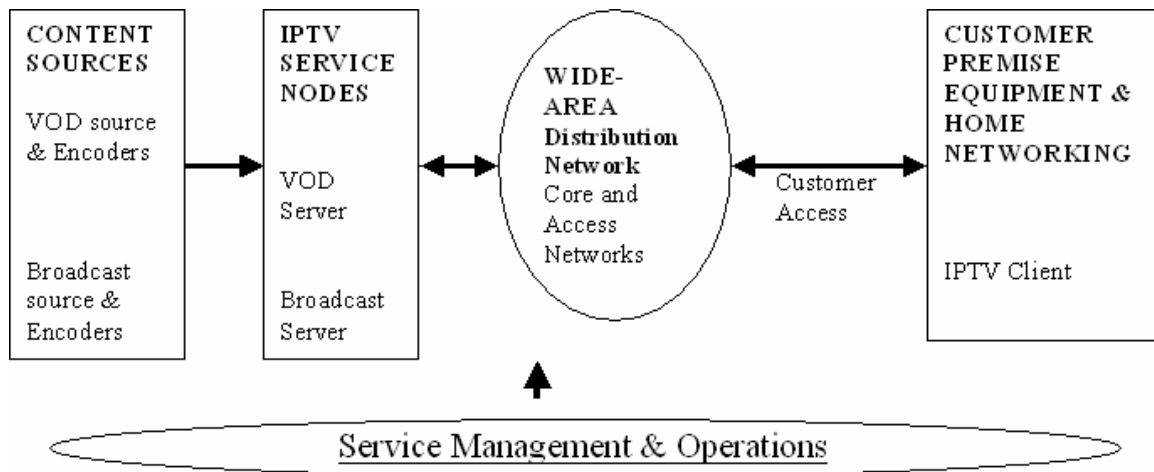 CONTENT
SOURCES
VOD source
& Encoders
Broadcast
source &
Encoders
IPTV
SERVICE
NODES
VOD
Server
Broadcast
Server
WIDE-
AREA
Distribution
Network
Core and
Access
Networks
Customer
Access
CUSTOMER
PREMISE
EQUIPMENT &
HOME
NETWORKING
IPTV Client
Service Management & Operations